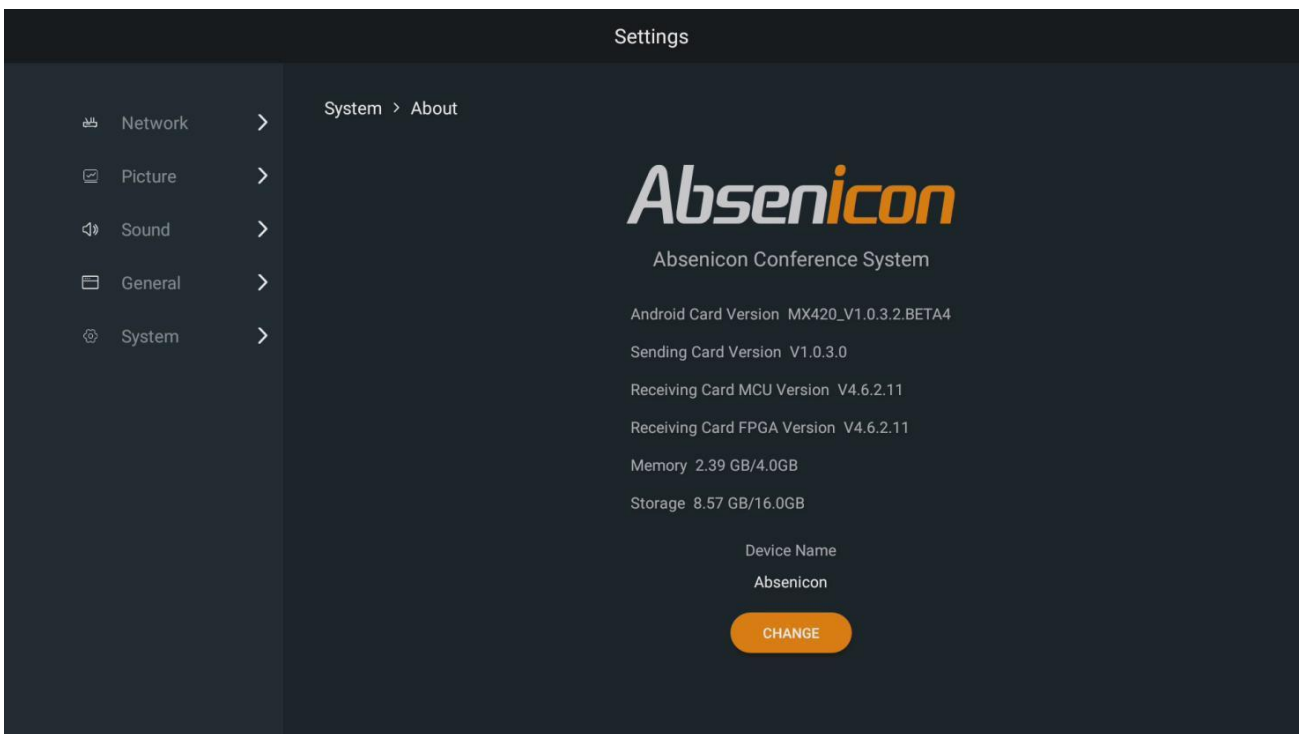 Settings
Network
Picture
Sound
General
System
System > About
Absenicon
Absenicon Conference System
Android Card Version MX420_V1.0.3.2.BETA4
Sending Card Version V1.0.3.0
Receiving Card MCU Version V4.6.2.11
Receiving Card FPGA Version V4.6.2.11
Memory 2.39 GB/4.0GB
Storage 8.57 GB/16.0GB
Device Name
Absenicon
CHANGE